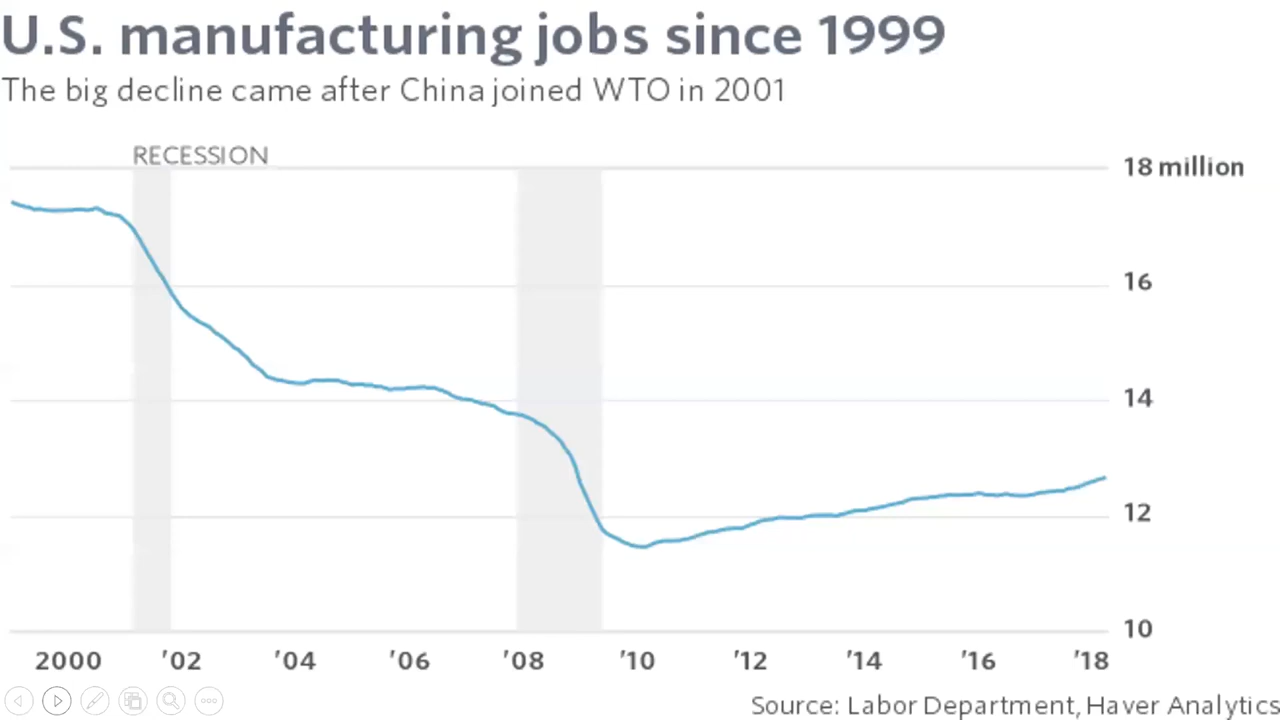 U.S. manufacturing jobs since 1999
The big decline came after China joined WTO in 2001
RECESSION
18 million
16
14
12
10
2000 '02 '04 '06 '08 '10 '12 '14 '16 '18
Source: Labor Department, Haver Analytics